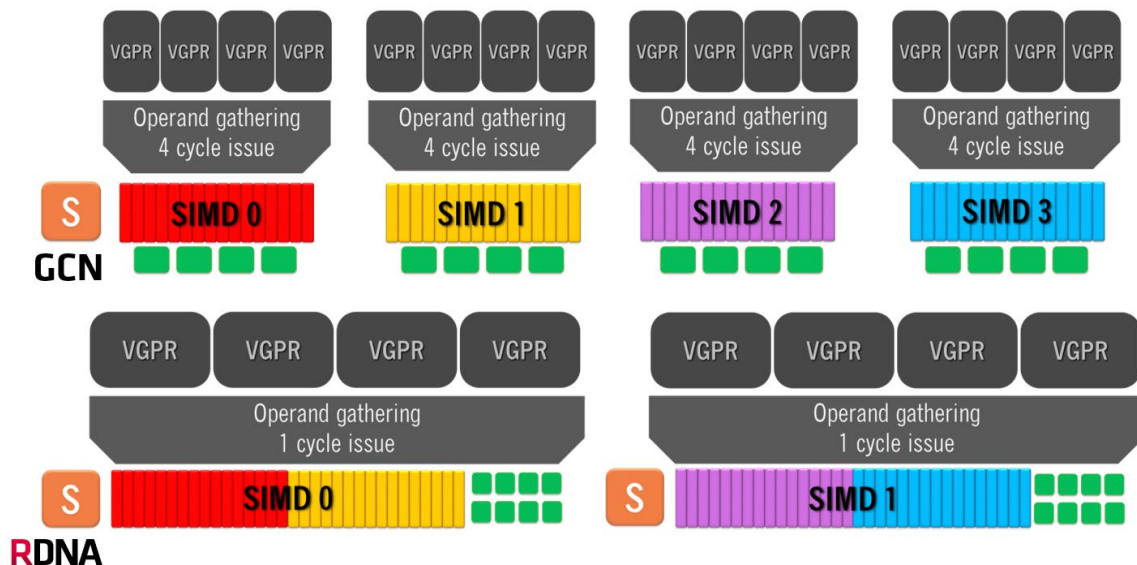 VGPR VGPR VGPR VGPR VGPR VGPR VGPR VGPR VGPR VGPR VGPR VGPR VGPR VGPR VGPR VGPR
Operand gathering
4 cycle issue
Operand gathering
4 cycle issue
Operand gathering
4 cycle issue
Operand gathering
4 cycle issue
S SIMD 0 SIMD 1 SIMD 2 SIMD 3
GCN
VGPR VGPR VGPR VGPR VGPR VGPR VGPR VGPR
Operand gathering
1 cycle issue
Operand gathering
1 cycle issue
S SIMD 0 S SIMD 1
RDNA